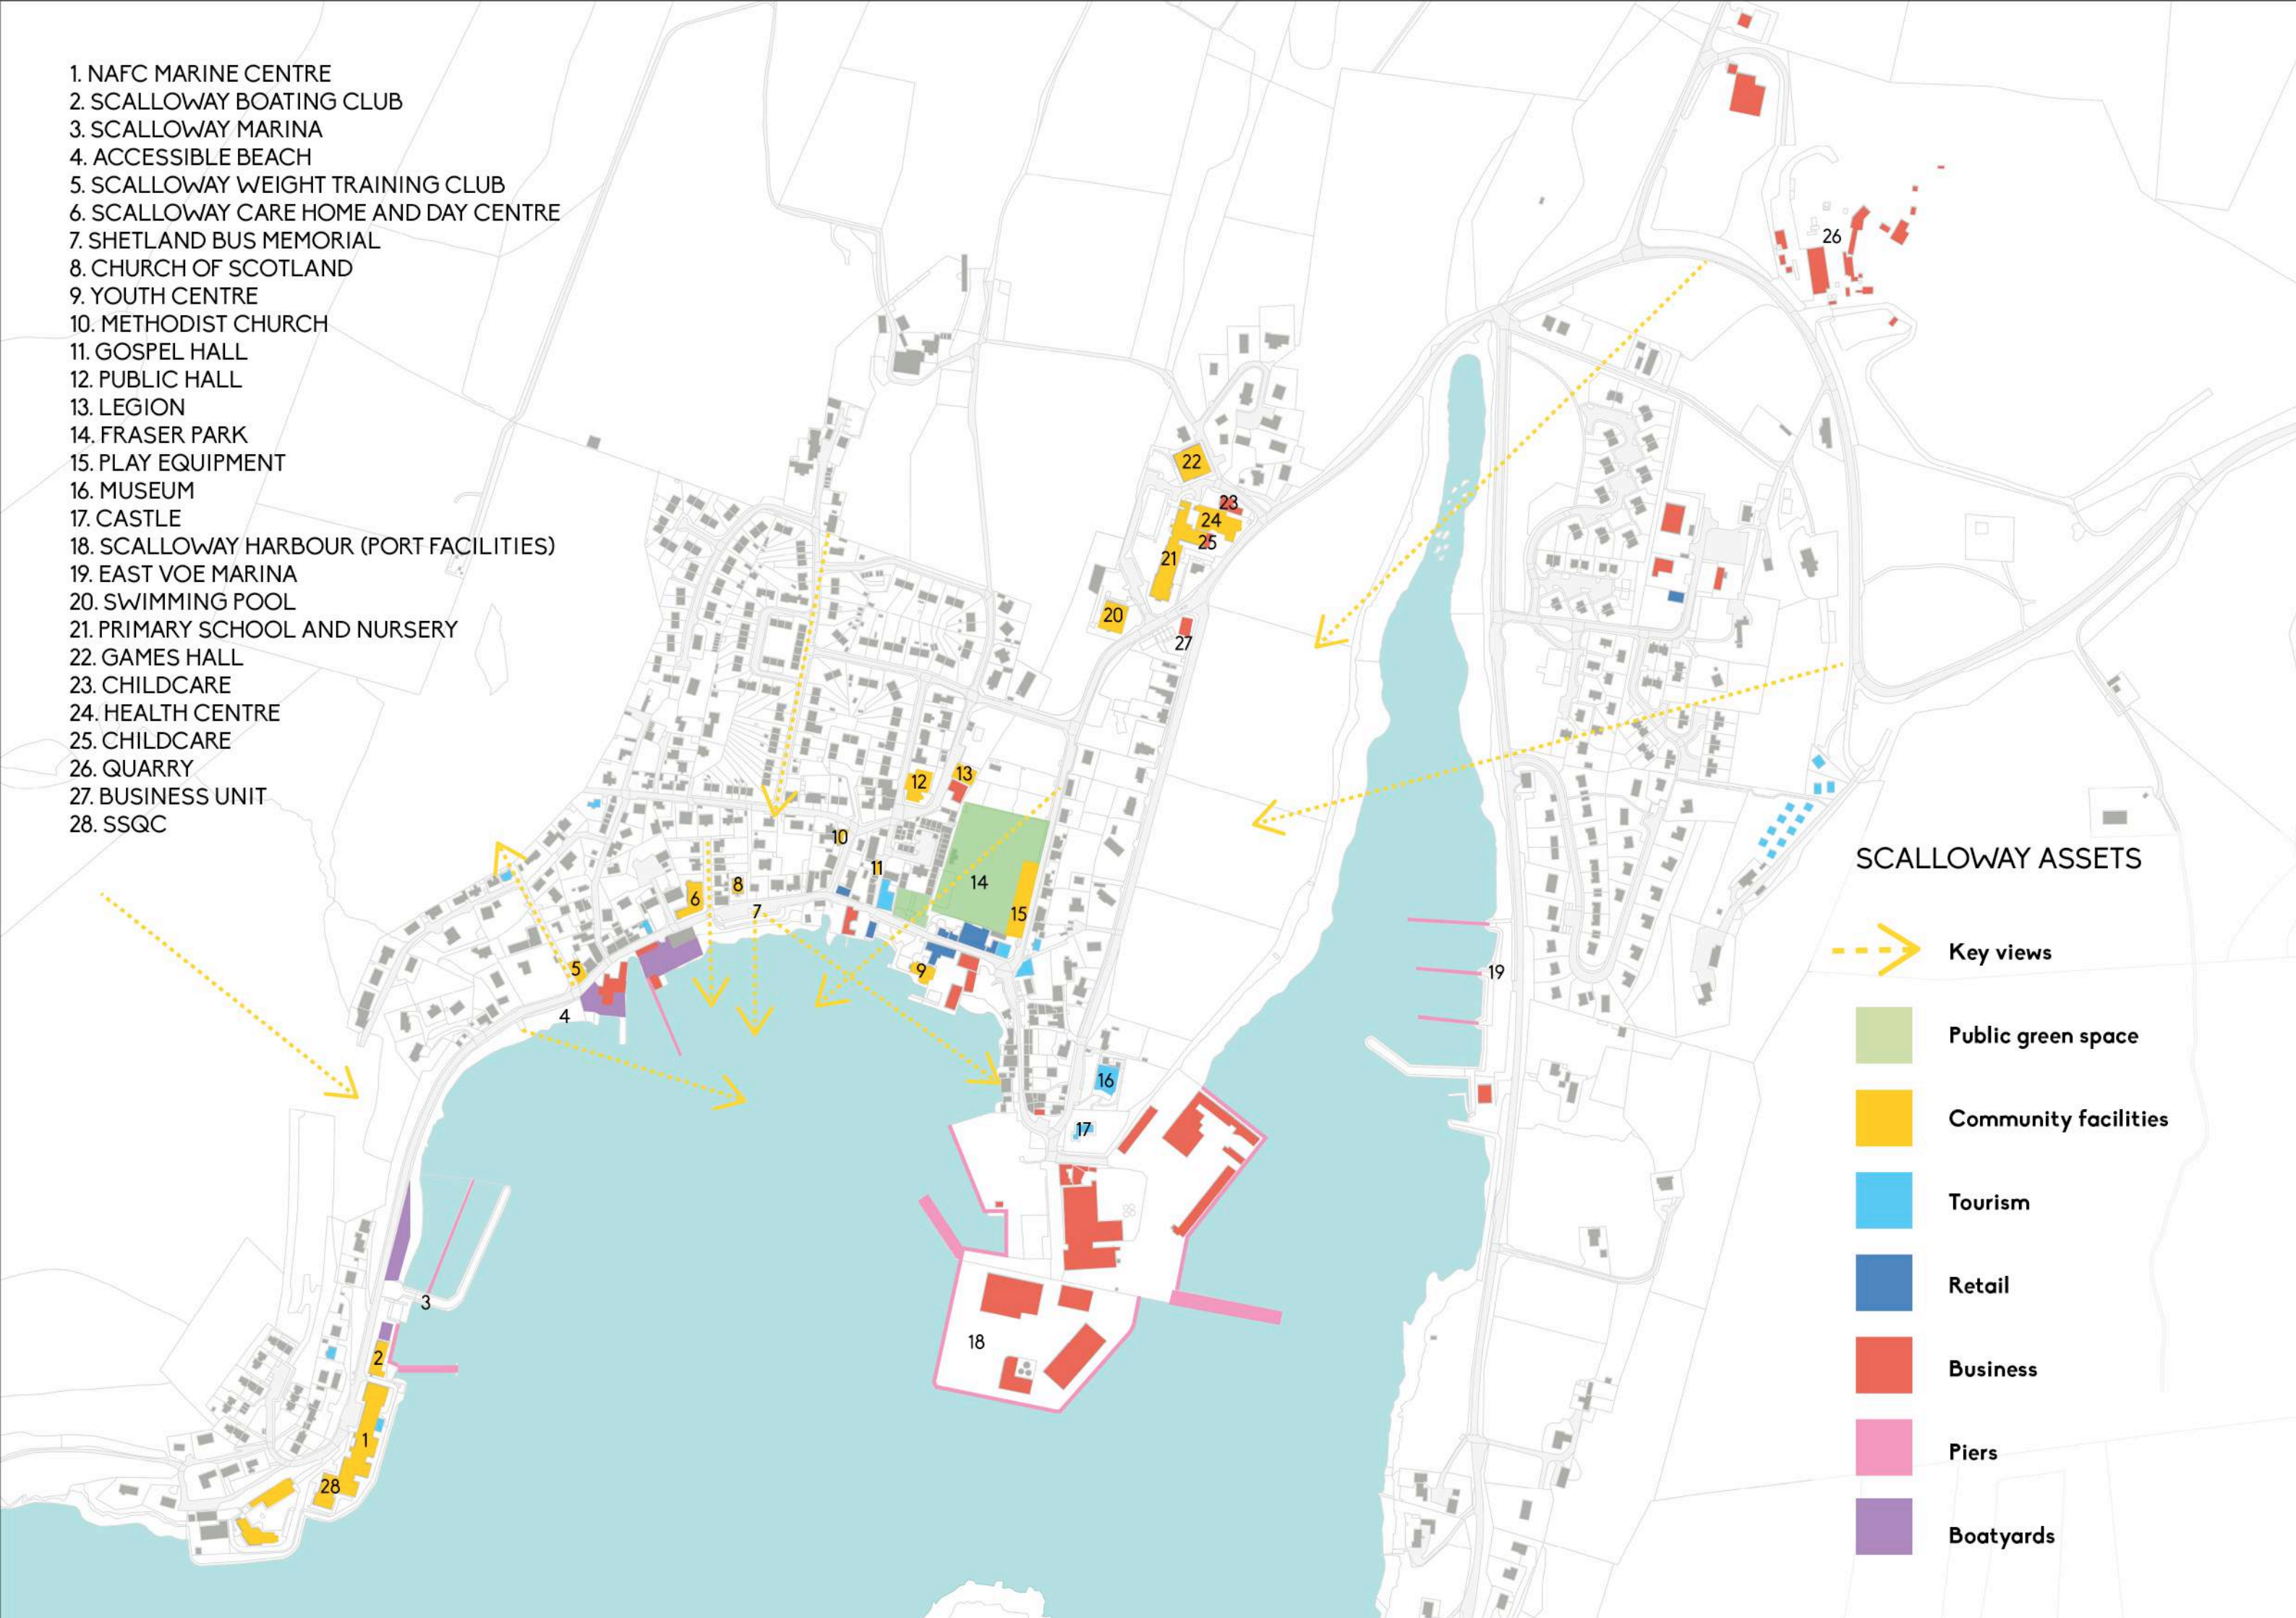 1. NAFC MARINE CENTRE
2. SCALLOWAY BOATING CLUB
3. SCALLOWAY MARINA
4. ACCESSIBLE BEACH
5. SCALLOWAY WEIGHT TRAINING CLUB
6. SCALLOWAY CARE HOME AND DAY CENTRE
7. SHETLAND BUS MEMORIAL
8. CHURCH OF SCOTLAND
9. YOUTH CENTRE
10. METHODIST CHURCH
11. GOSPEL HALL
12. PUBLIC HALL
13. LEGION
14. FRASER PARK
15. PLAY EQUIPMENT
16. MUSEUM
17. CASTLE
18. SCALLOWAY HARBOUR (PORT FACILITIES)
19. EAST VOE MARINA
20. SWIMMING POOL
21. PRIMARY SCHOOL AND NURSERY
22. GAMES HALL
23. CHILDCARE
24. HEALTH CENTRE
25. CHILDCARE
26. QUARRY
27. BUSINESS UNIT
28. SSQC
26
22
23
24
25
21
20
27
12
13
10
11
8
6
7
14
15
5
9
4
19
16
17
3
18
2
1
28
SCALLOWAY ASSETS
Key views
Public green space
Community facilities
Tourism
Retail
Business
Piers
Boatyards